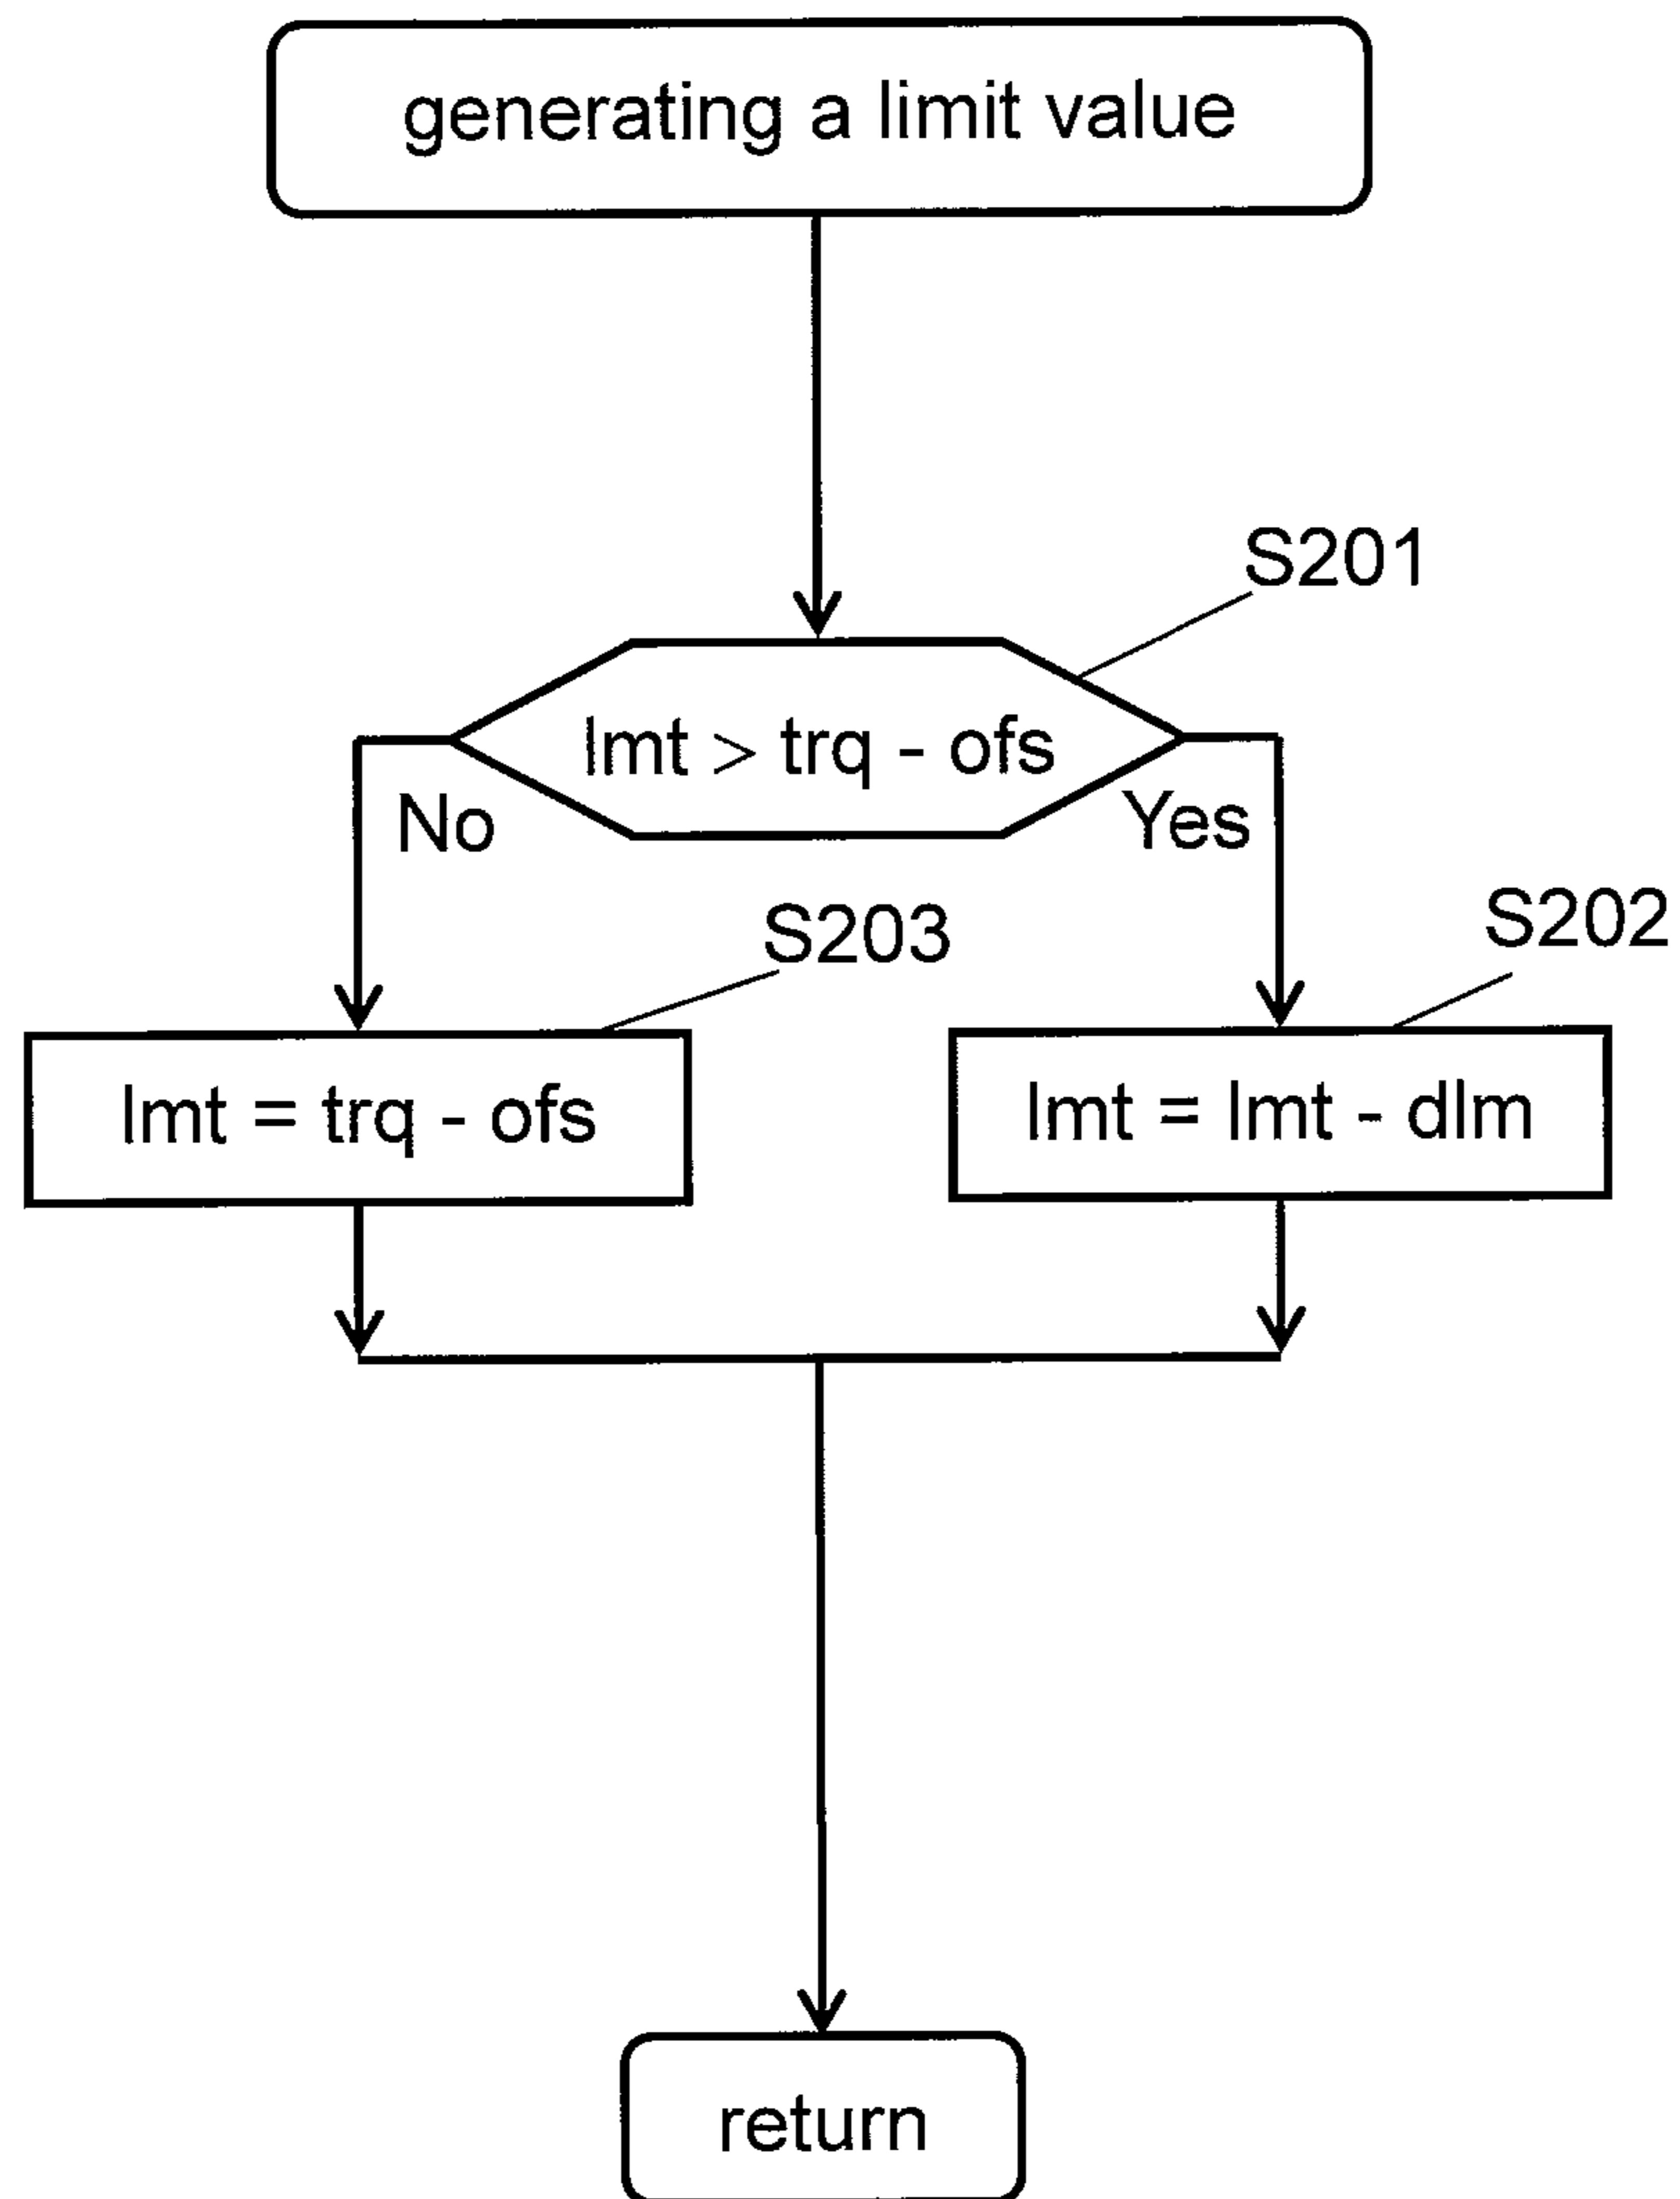 generating a limit value
S201
lmt > trq - ofs
No
Yes
S203
S202
lmt = trq - ofs
lmt = lmt - dlm
return